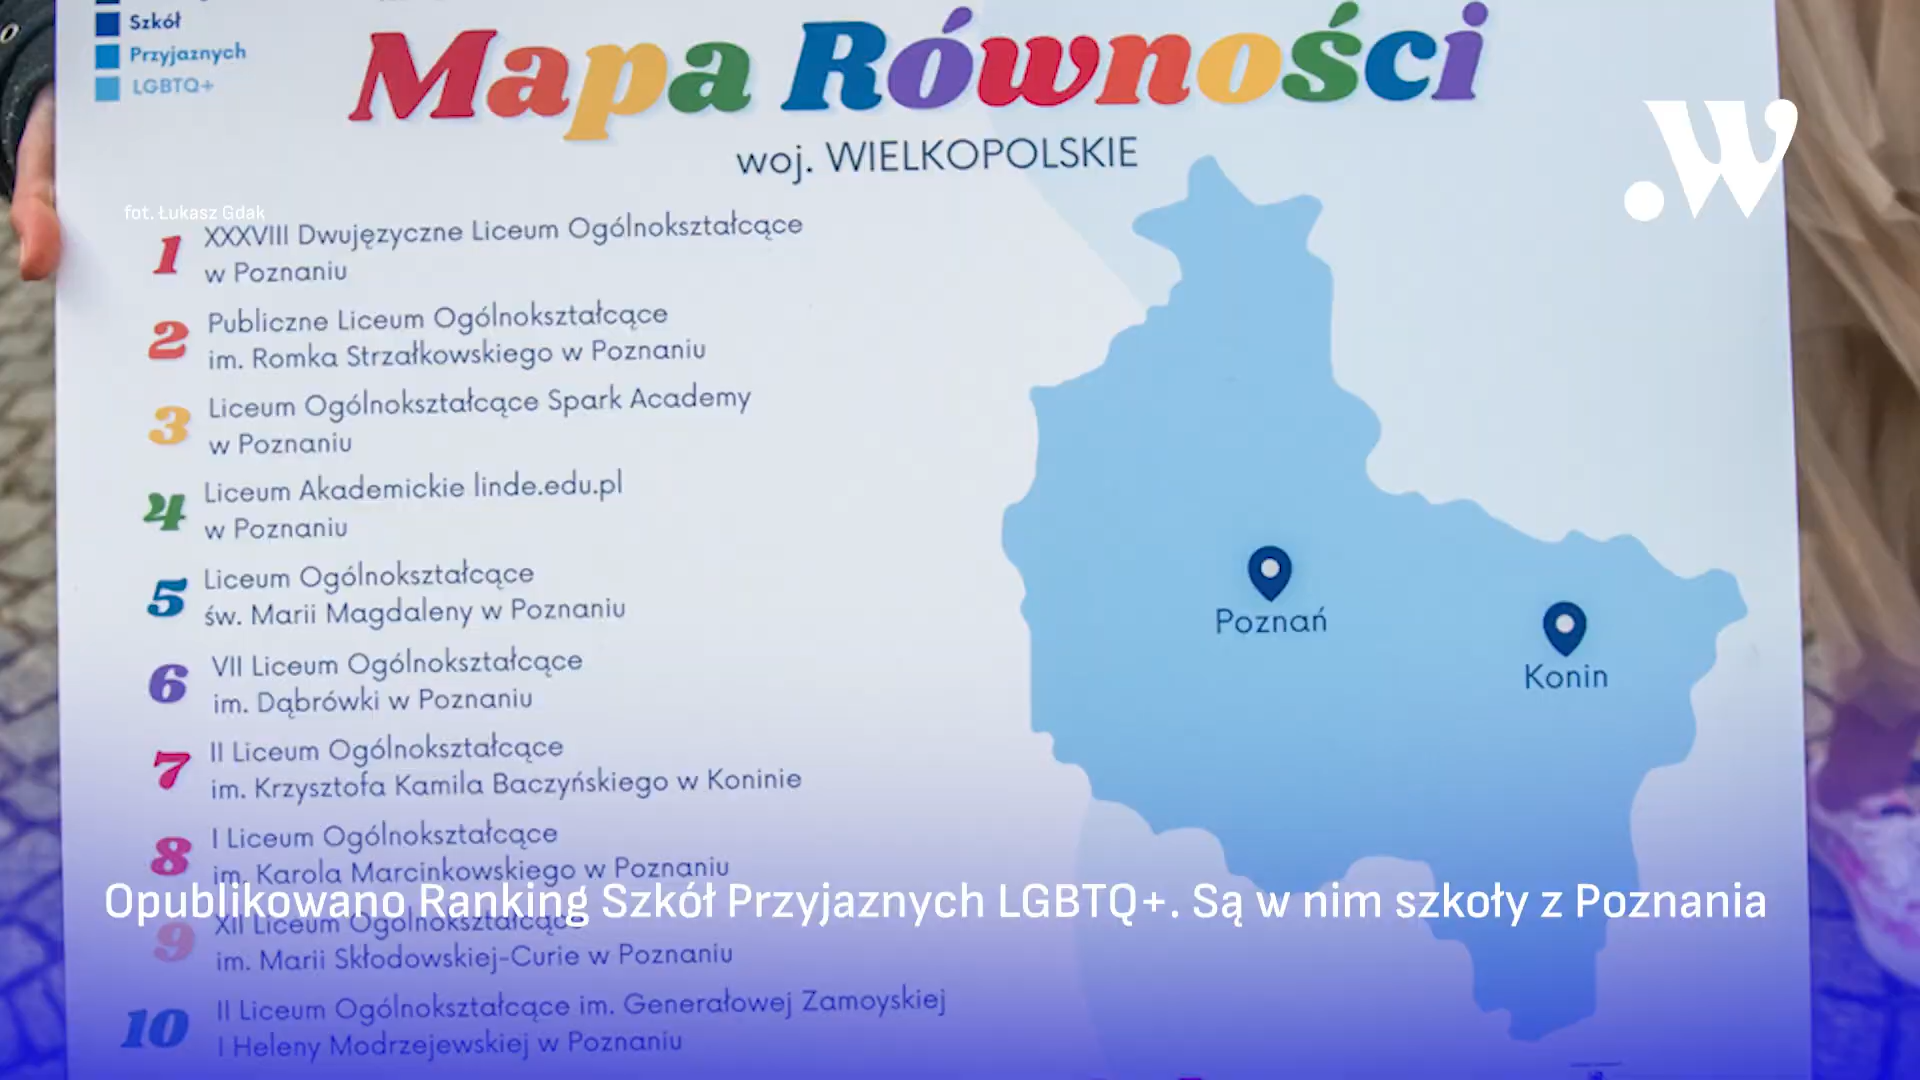 Szkół
Przyjaznych
LGBTQ+
Mapa Równości
woj. WIELKOPOLSKIE
.W
fot. Łukasz Gdak
1 XXXVIII Dwujęzyczne Liceum Ogólnokształcące
w Poznaniu
2 Publiczne Liceum Ogólnokształcące
im. Romka Strzałkowskiego w Poznaniu
3 Liceum Ogólnokształcące Spark Academy
w Poznaniu
4 Liceum Akademickie linde.edu.pl
w Poznaniu
5 Liceum Ogólnokształcące
św. Marii Magdaleny w Poznaniu
6 VII Liceum Ogólnokształcące
im. Dąbrówki w Poznaniu
7 II Liceum Ogólnokształcące
im. Krzysztofa Kamila Baczyńskiego w Koninie
8 I Liceum Ogólnokształcące
im. Karola Marcinkowskiego w Poznaniu
9 XII Liceum Ogólnokształcące
im. Marii Skłodowskiej-Curie w Poznaniu
10 II Liceum Ogólnokształcące im. Generałowej Zamoyskiej
I Heleny Modrzejewskiej w Poznaniu
Poznań
Konin
Opublikowano Ranking Szkół Przyjaznych LGBTQ+. Są w nim szkoły z Poznania